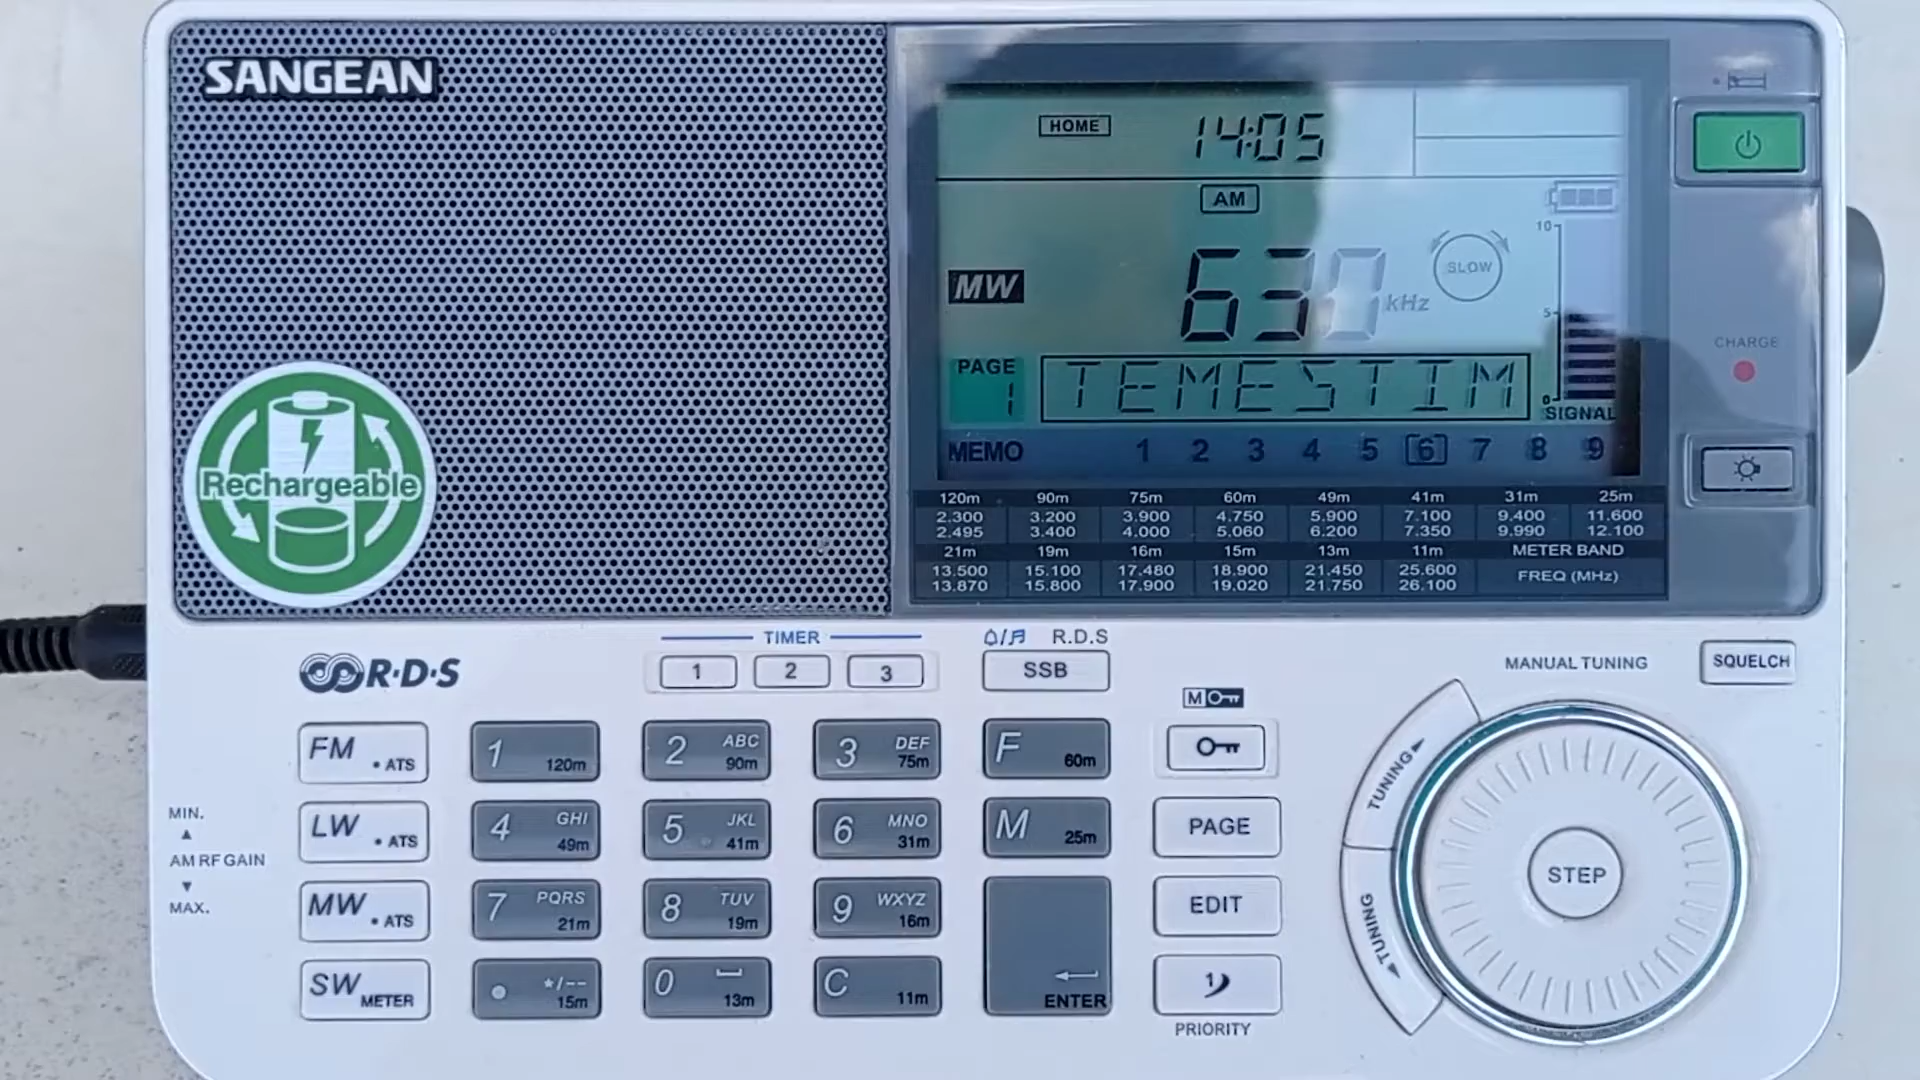 SANGEAN
HOME 14:05
AM
MW 630 kHz SLOW
10
5
0
SIGNAL
PAGE 1 TEMESTIM
MEMO 1 2 3 4 5 6 7 8 9
CHARGE
120m 90m 75m 60m 49m 41m 31m 25m
2.300 3.200 3.900 4.750 5.900 7.100 9.400 11.600
2.495 3.400 4.000 5.060 6.200 7.350 9.990 12.100
21m 19m 16m 15m 13m 11m METER BAND
13.500 15.100 17.480 18.900 21.450 25.600 FREQ (MHz)
13.870 15.800 17.900 19.020 21.750 26.100
Rechargeable
R·D·S
TIMER
1 2 3
R.D.S
SSB
MANUAL TUNING
SQUELCH
M
FM • ATS
1 120m
2 ABC 90m
3 DEF 75m
F 60m
LW • ATS
4 GHI 49m
5 JKL 41m
6 MNO 31m
M 25m
PAGE
MW • ATS
7 PQRS 21m
8 TUV 19m
9 WXYZ 16m
ENTER
EDIT
SW METER
• */-- 15m
0 13m
C 11m
1
PRIORITY
MIN.
▲
AM RF GAIN
▼
MAX.
TUNING ►
◄ TUNING
STEP